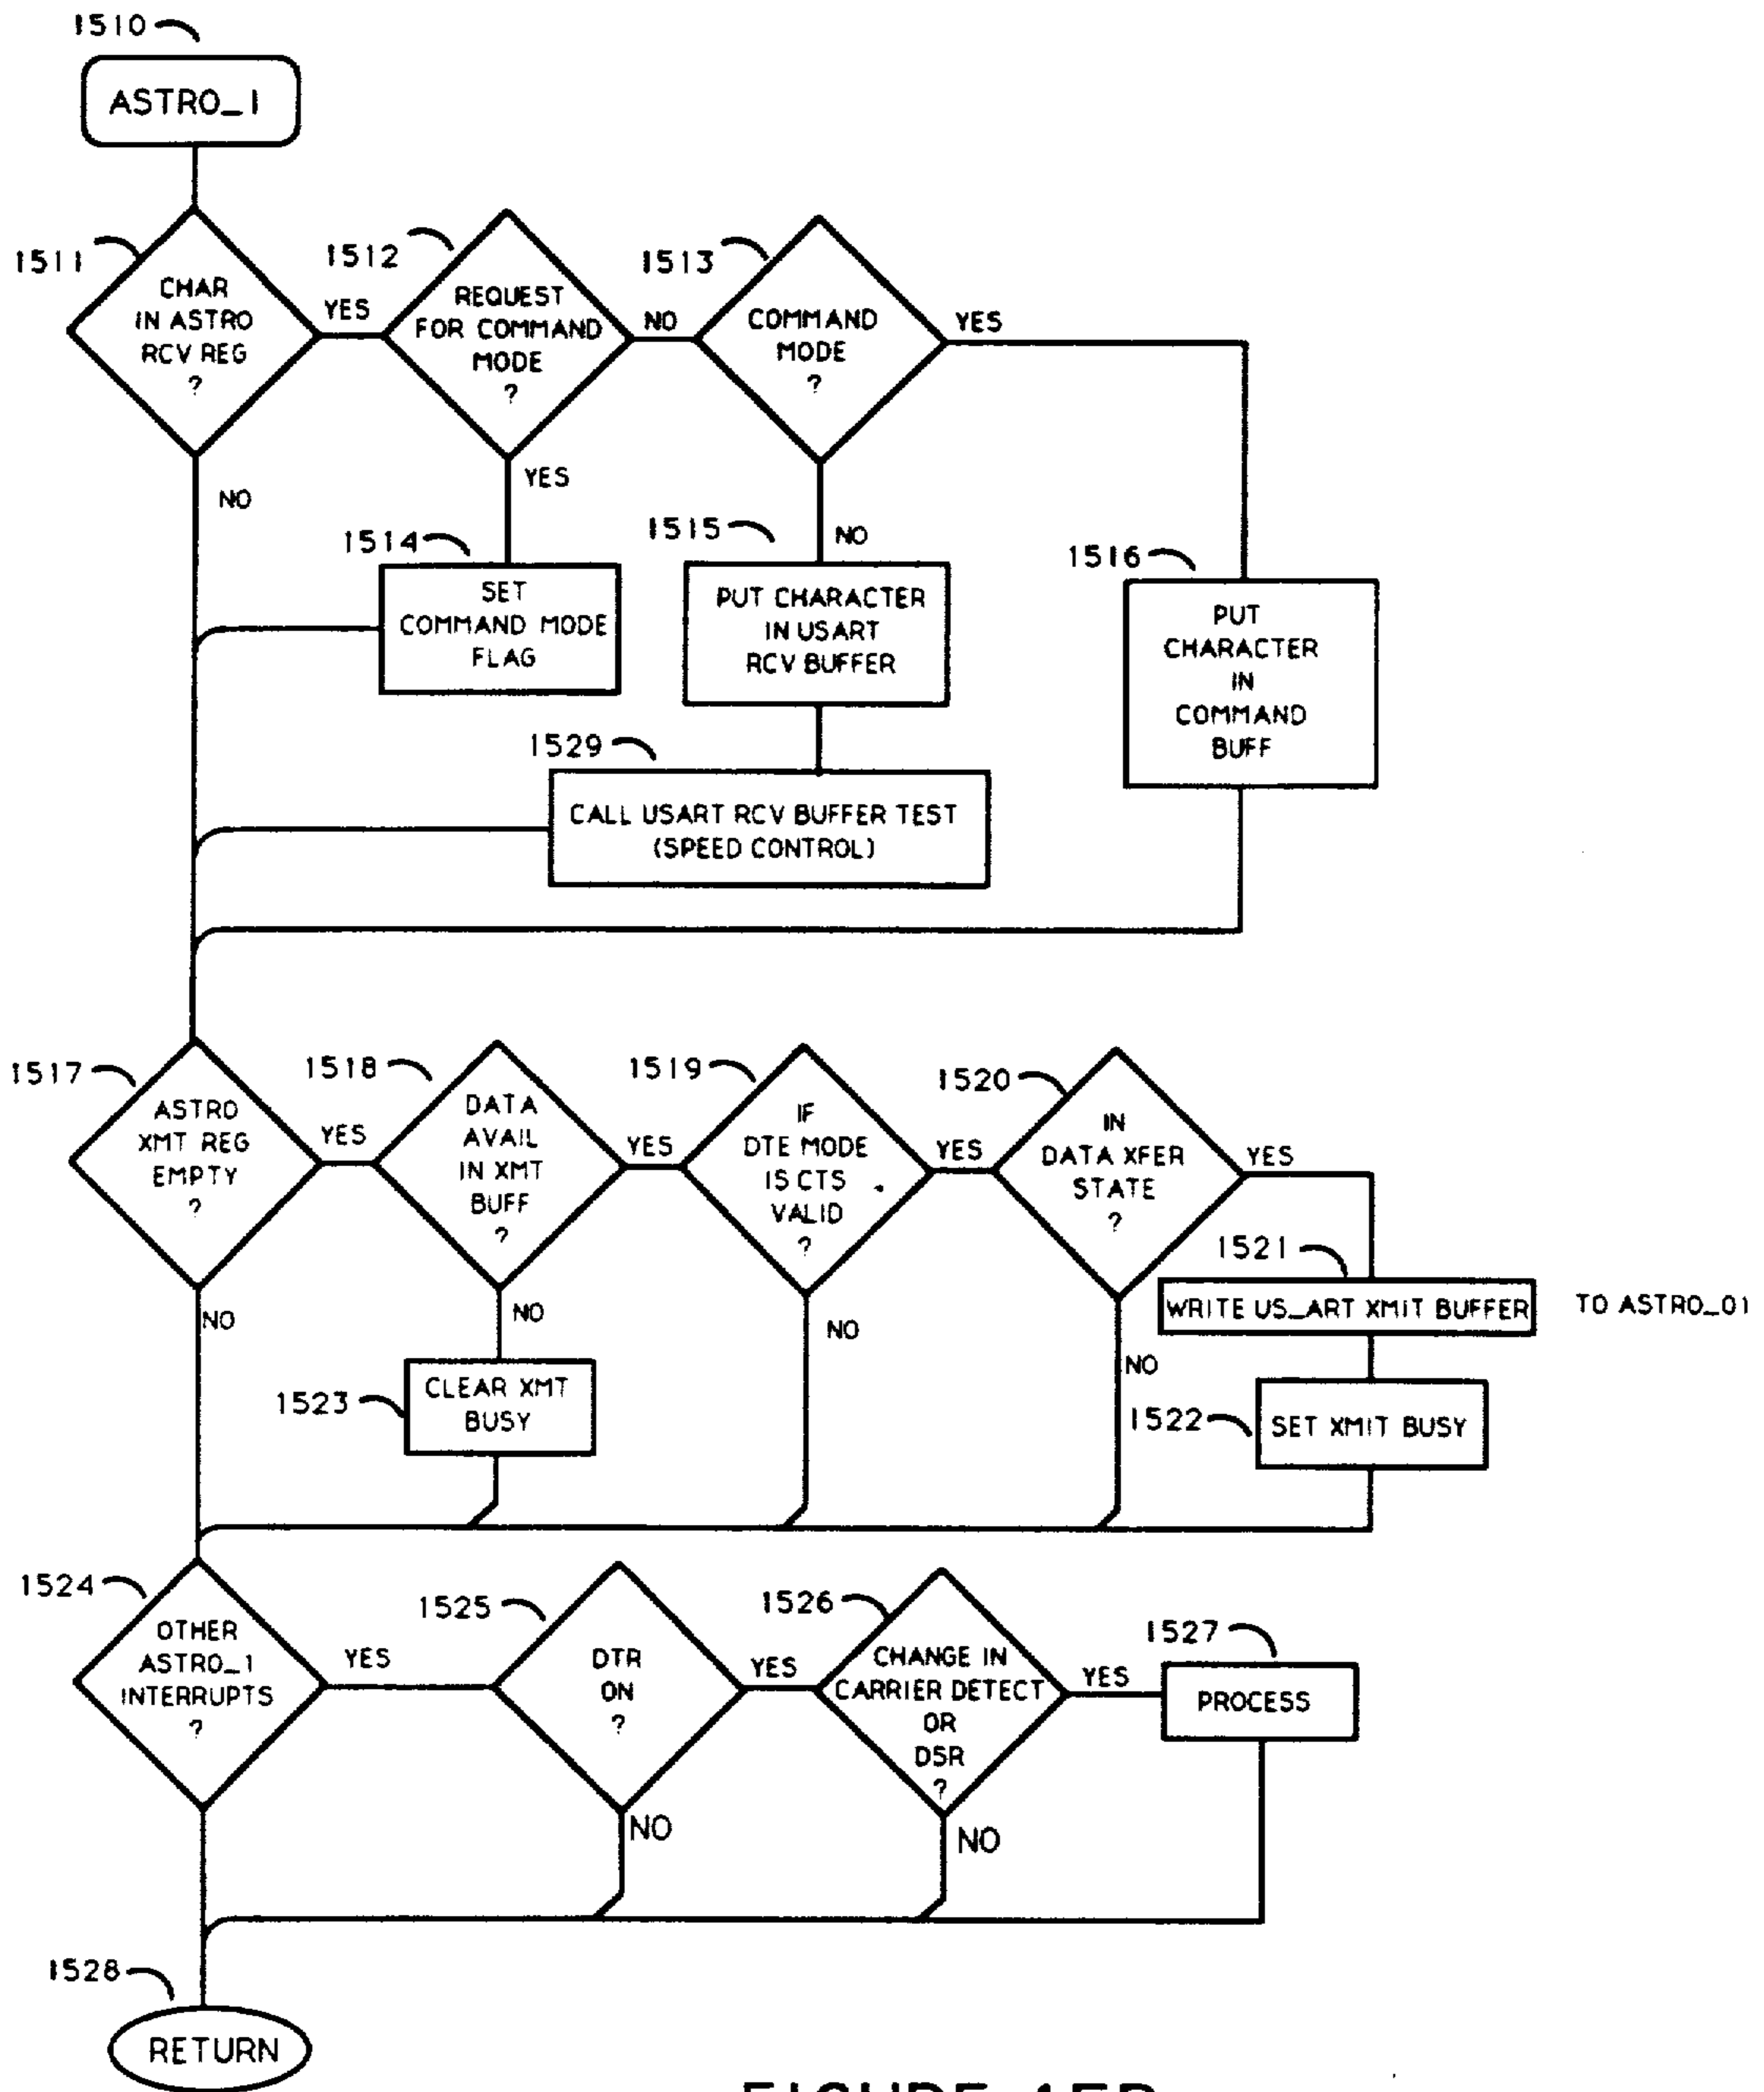 1510
ASTRO_1
1511
CHAR
IN ASTRO
RCV REG
?
YES
NO
1512
REQUEST
FOR COMMAND
MODE
?
NO
YES
1513
COMMAND
MODE
?
YES
NO
1514
SET
COMMAND MODE
FLAG
1515
PUT CHARACTER
IN USART
RCV BUFFER
1516
PUT
CHARACTER
IN
COMMAND
BUFF
1529
CALL USART RCV BUFFER TEST
(SPEED CONTROL)
1517
ASTRO
XMT REG
EMPTY
?
YES
NO
1518
DATA
AVAIL
IN XMT
BUFF
?
YES
NO
1519
IF
DTE MODE
IS CTS
VALID
?
YES
NO
1520
IN
DATA XFER
STATE
?
YES
NO
1521
WRITE US_ART XMIT BUFFER
TO ASTRO_01
1523
CLEAR XMT
BUSY
1522
SET XMIT BUSY
1524
OTHER
ASTRO_1
INTERRUPTS
?
YES
1525
DTR
ON
?
YES
NO
1526
CHANGE IN
CARRIER DETECT
OR
DSR
?
YES
NO
1527
PROCESS
1528
RETURN